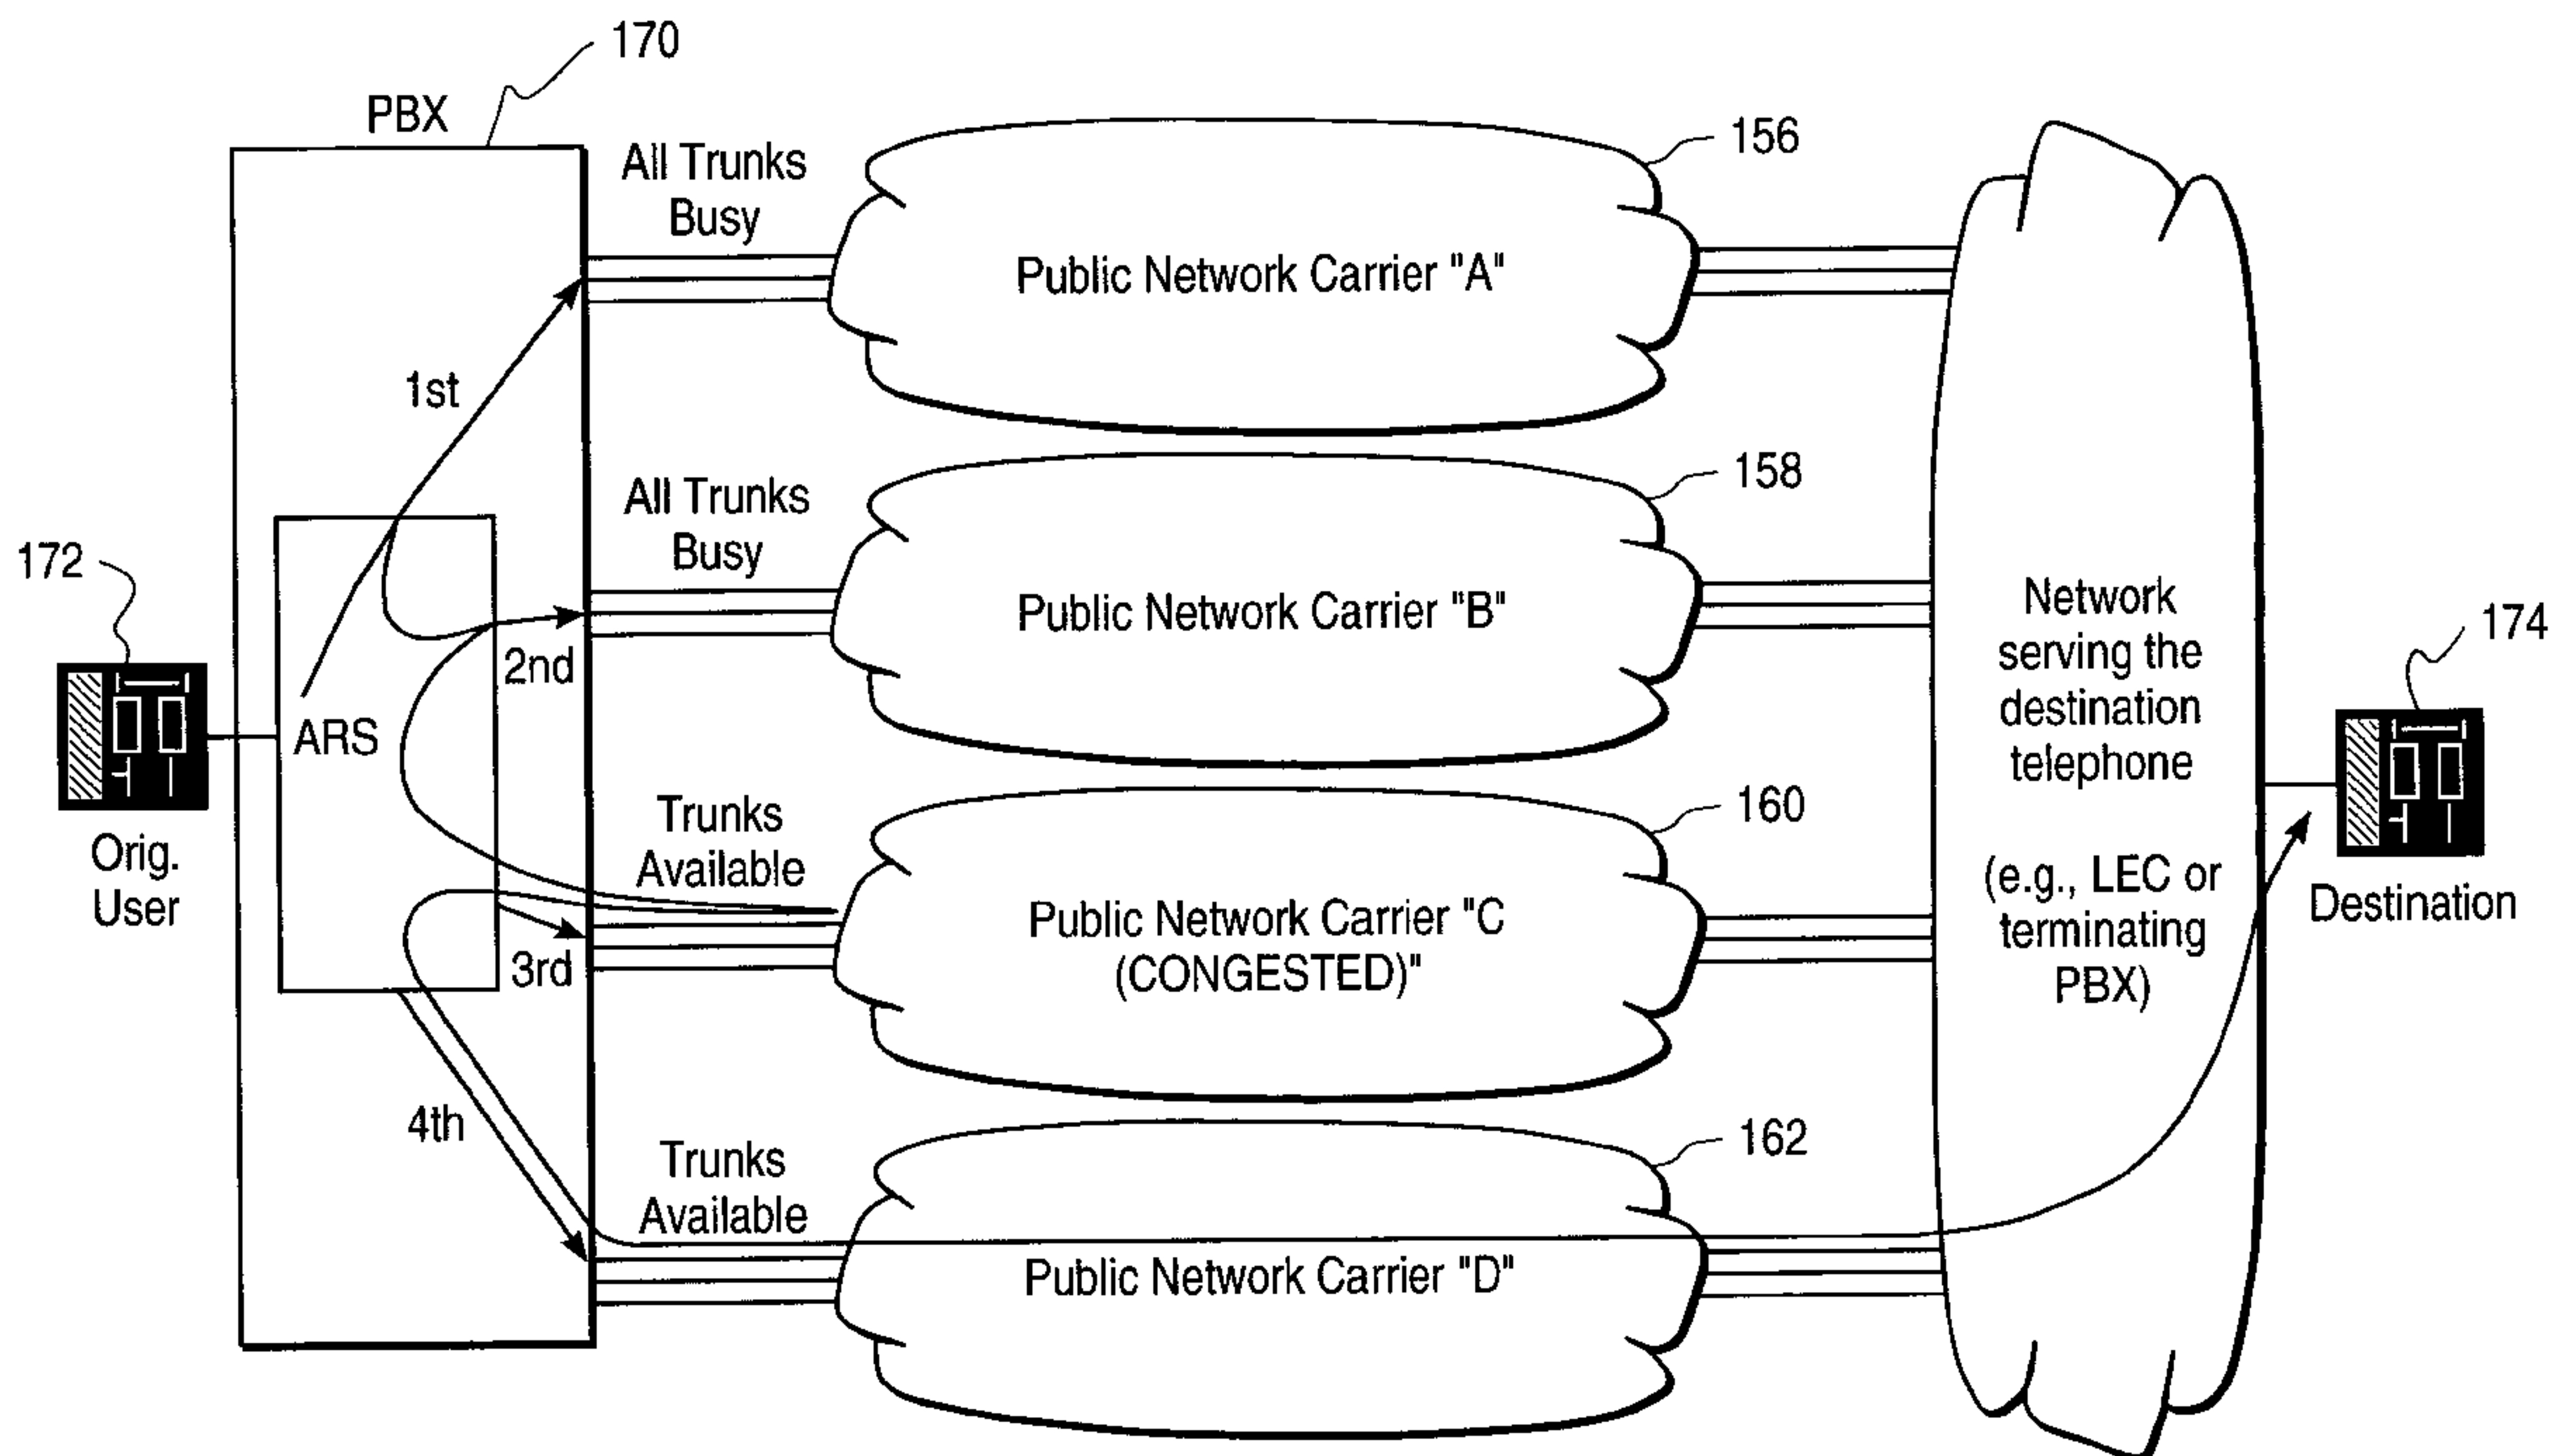 170
PBX
All Trunks
Busy
156
Public Network Carrier "A"
1st
All Trunks
Busy
158
Public Network Carrier "B"
172
2nd
ARS
Orig.
User
Trunks
Available
160
Public Network Carrier "C
(CONGESTED)"
3rd
4th
Trunks
Available
162
Public Network Carrier "D"
Network
serving the
destination
telephone
(e.g., LEC or
terminating
PBX)
174
Destination